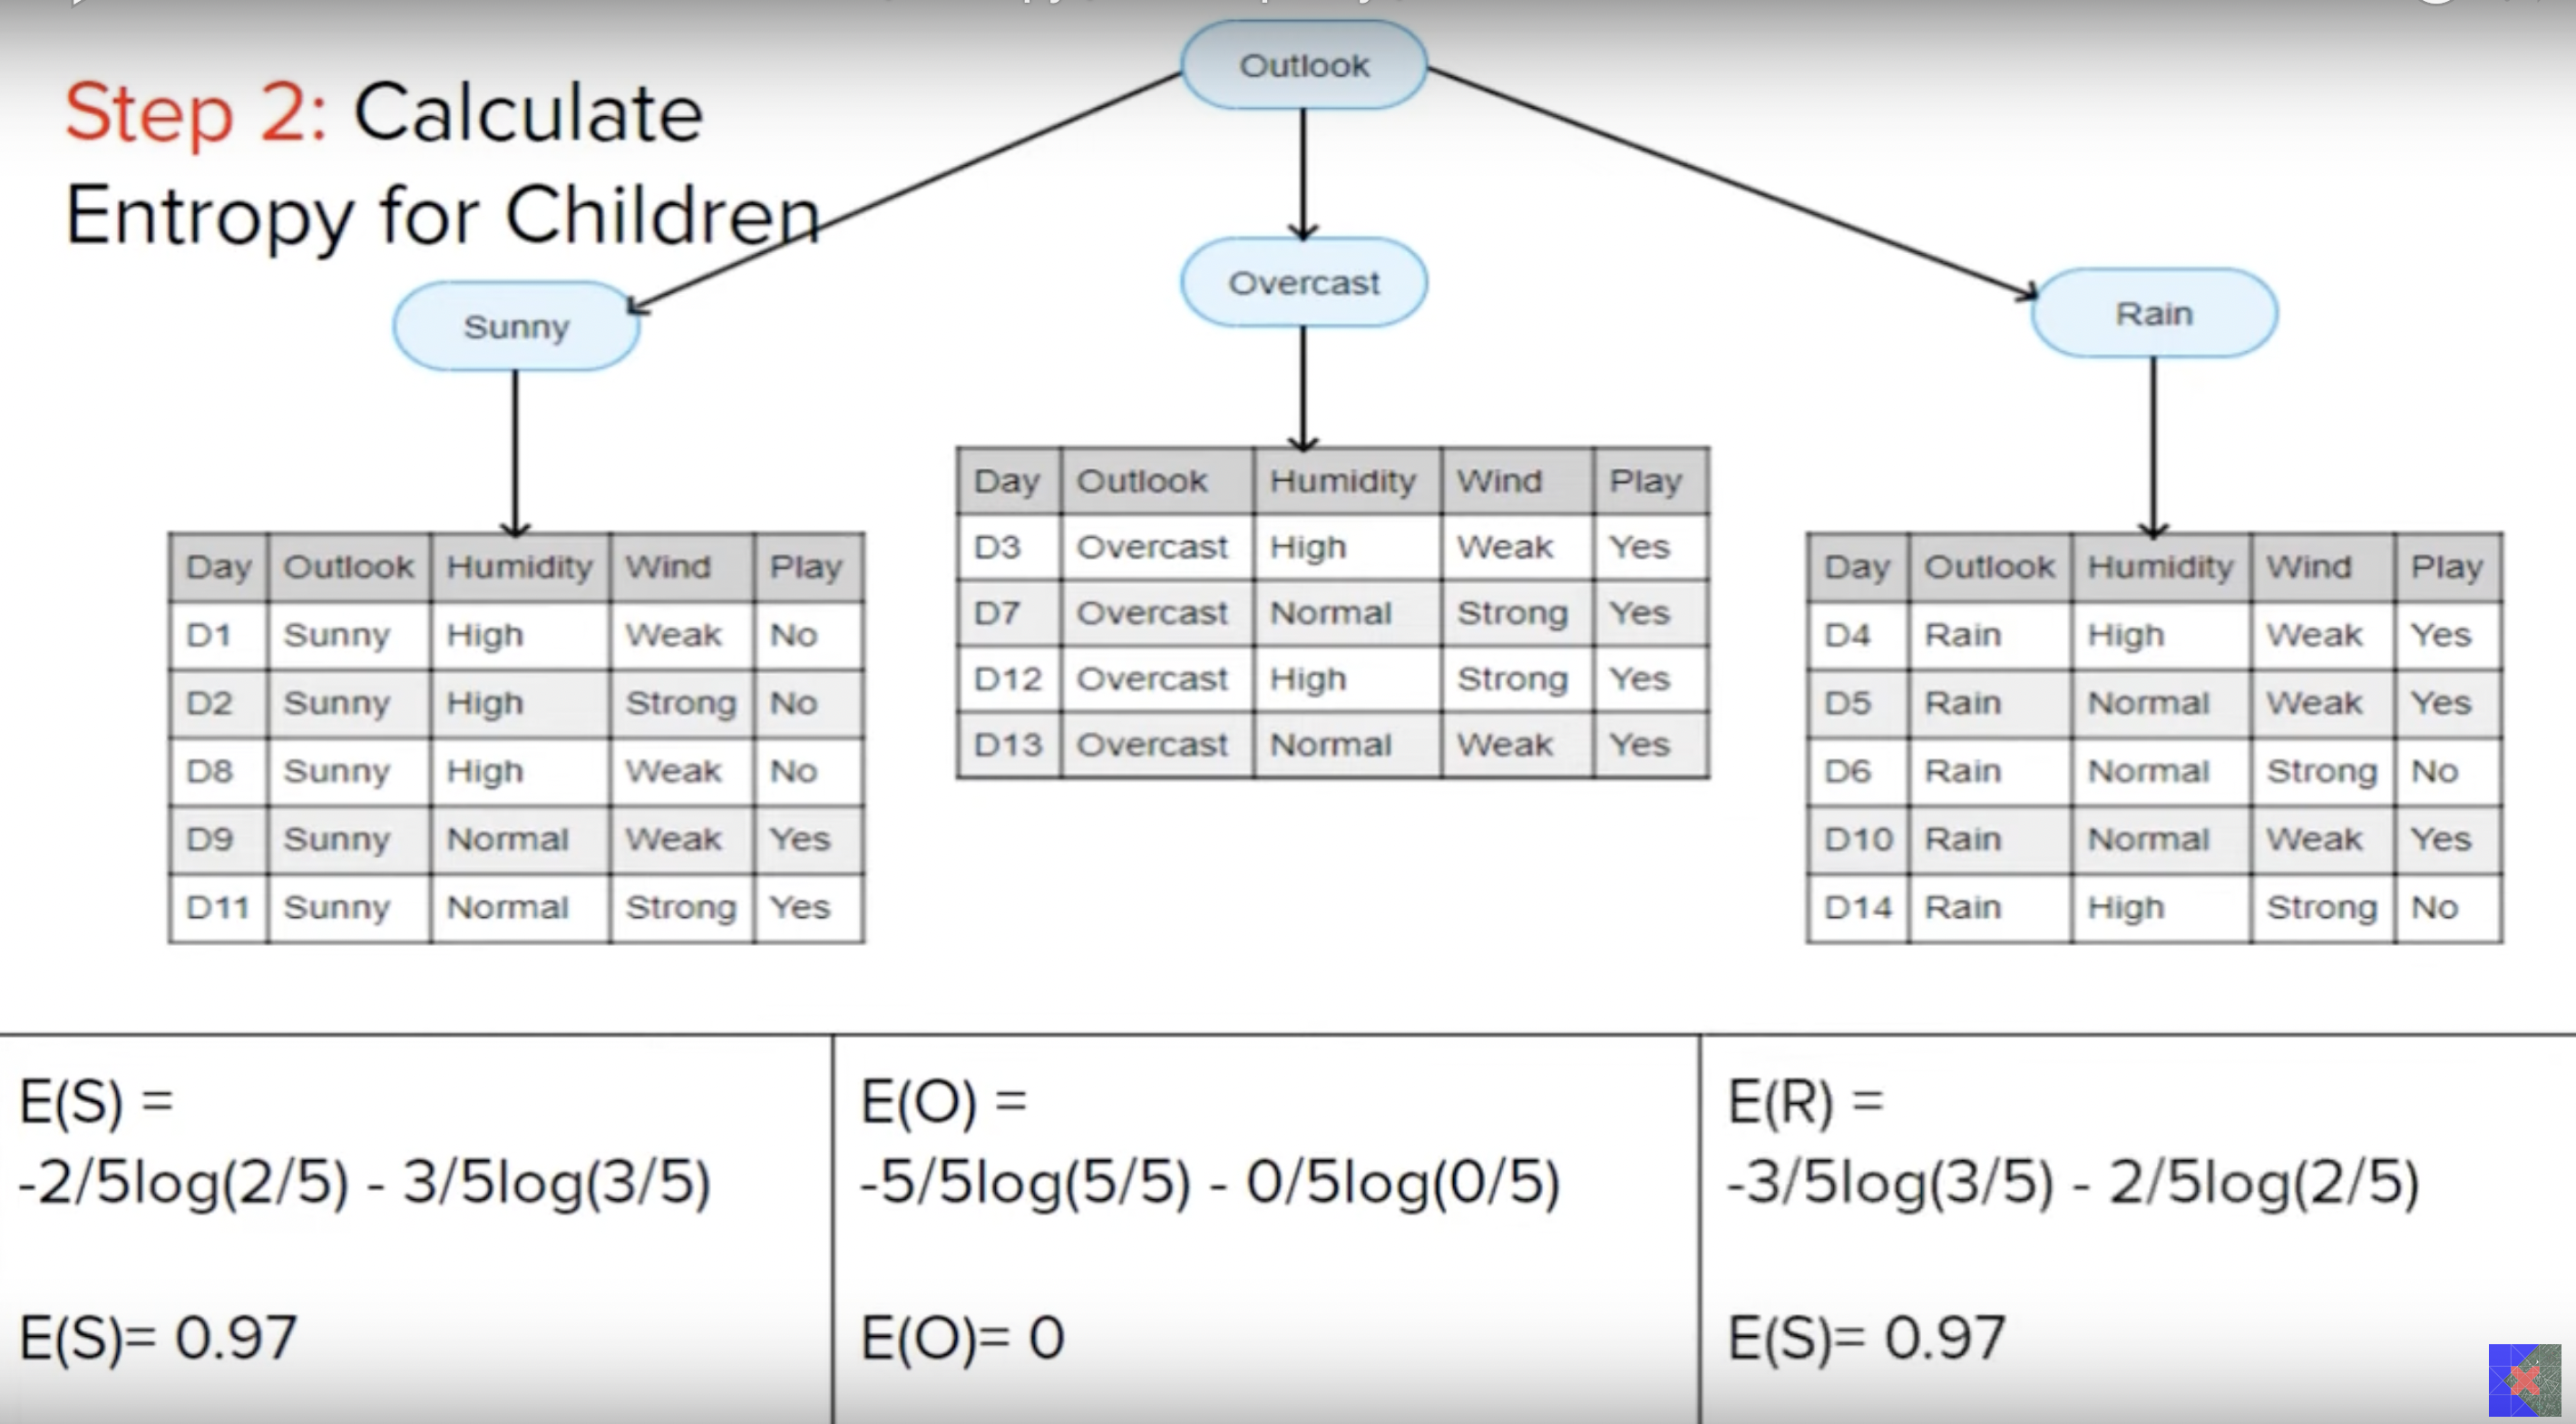 Outlook
Step 2: Calculate
Entropy for Children
Sunny
Overcast
Rain
Day Outlook Humidity Wind Play
D1 Sunny High Weak No
D2 Sunny High Strong No
D8 Sunny High Weak No
D9 Sunny Normal Weak Yes
D11 Sunny Normal Strong Yes
Day Outlook Humidity Wind Play
D3 Overcast High Weak Yes
D7 Overcast Normal Strong Yes
D12 Overcast High Strong Yes
D13 Overcast Normal Weak Yes
Day Outlook Humidity Wind Play
D4 Rain High Weak Yes
D5 Rain Normal Weak Yes
D6 Rain Normal Strong No
D10 Rain Normal Weak Yes
D14 Rain High Strong No
E(S) =
-2/5log(2/5) - 3/5log(3/5)
E(S)= 0.97
E(O) =
-5/5log(5/5) - 0/5log(0/5)
E(O)= 0
E(R) =
-3/5log(3/5) - 2/5log(2/5)
E(S)= 0.97